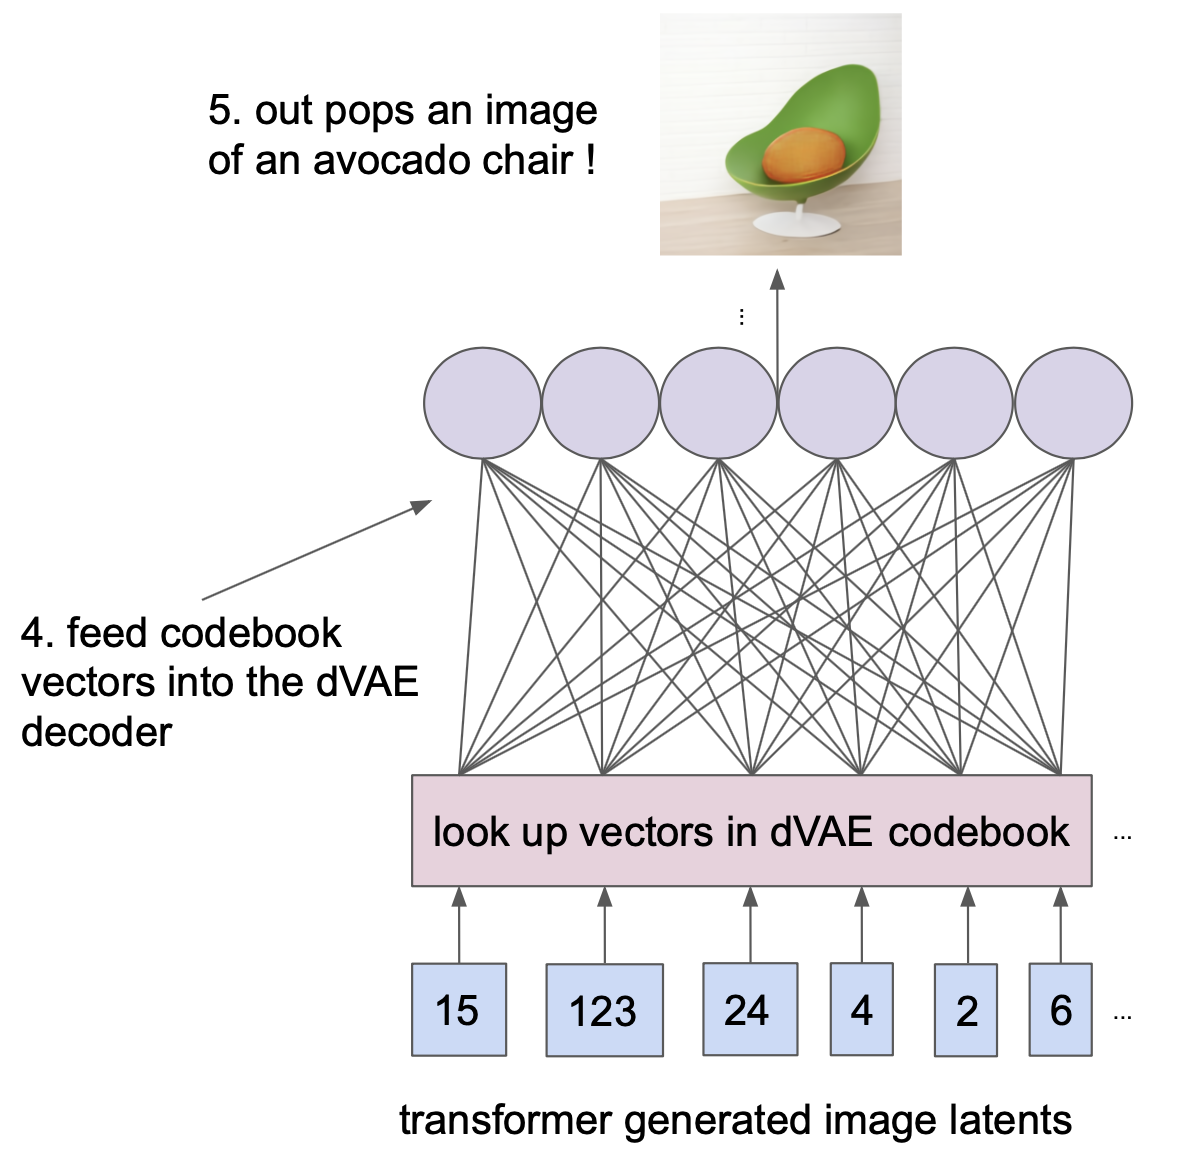 5. out pops an image
of an avocado chair !
...
4. feed codebook
vectors into the dVAE
decoder
look up vectors in dVAE codebook ...
15 123 24 4 2 6 ...
transformer generated image latents